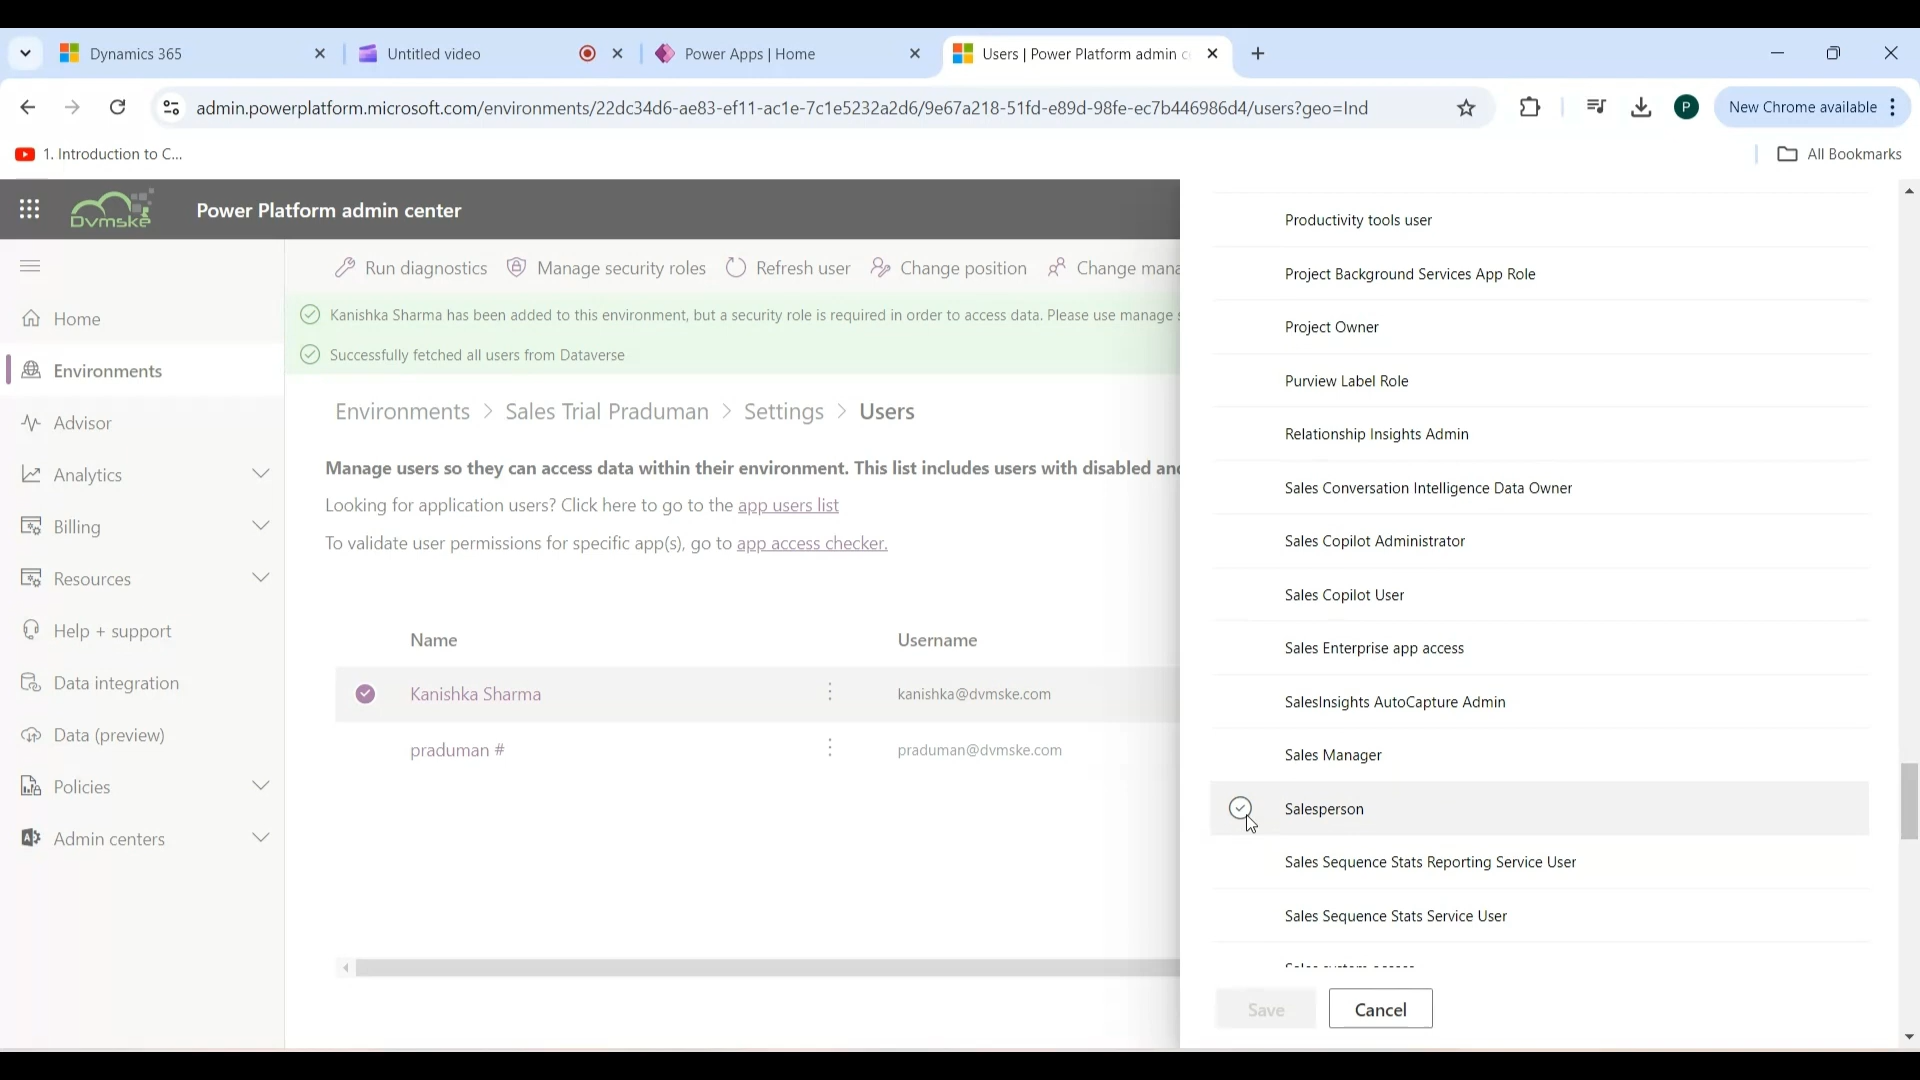 Dynamics 365
Untitled video
Power Apps | Home
Users | Power Platform admin c
admin.powerplatform.microsoft.com/environments/22dc34d6-ae83-ef11-ac1e-7c1e5232a2d6/9e67a218-51fd-e89d-98fe-ec7b446986d4/users?geo=Ind
P
New Chrome available
1. Introduction to C...
All Bookmarks
Dvmske
Power Platform admin center
Home
Environments
Advisor
Analytics
Billing
Resources
Help + support
Data integration
Data (preview)
Policies
Admin centers
Run diagnostics
Manage security roles
Refresh user
Change position
Change mana
Kanishka Sharma has been added to this environment, but a security role is required in order to access data. Please use manage s
Successfully fetched all users from Dataverse
Environments > Sales Trial Praduman > Settings > Users
Manage users so they can access data within their environment. This list includes users with disabled and
Looking for application users? Click here to go to the app users list
To validate user permissions for specific app(s), go to app access checker.
Name Username
Kanishka Sharma kanishka@dvmske.com
praduman # praduman@dvmske.com
Productivity tools user
Project Background Services App Role
Project Owner
Purview Label Role
Relationship Insights Admin
Sales Conversation Intelligence Data Owner
Sales Copilot Administrator
Sales Copilot User
Sales Enterprise app access
SalesInsights AutoCapture Admin
Sales Manager
Salesperson
Sales Sequence Stats Reporting Service User
Sales Sequence Stats Service User
Save
Cancel